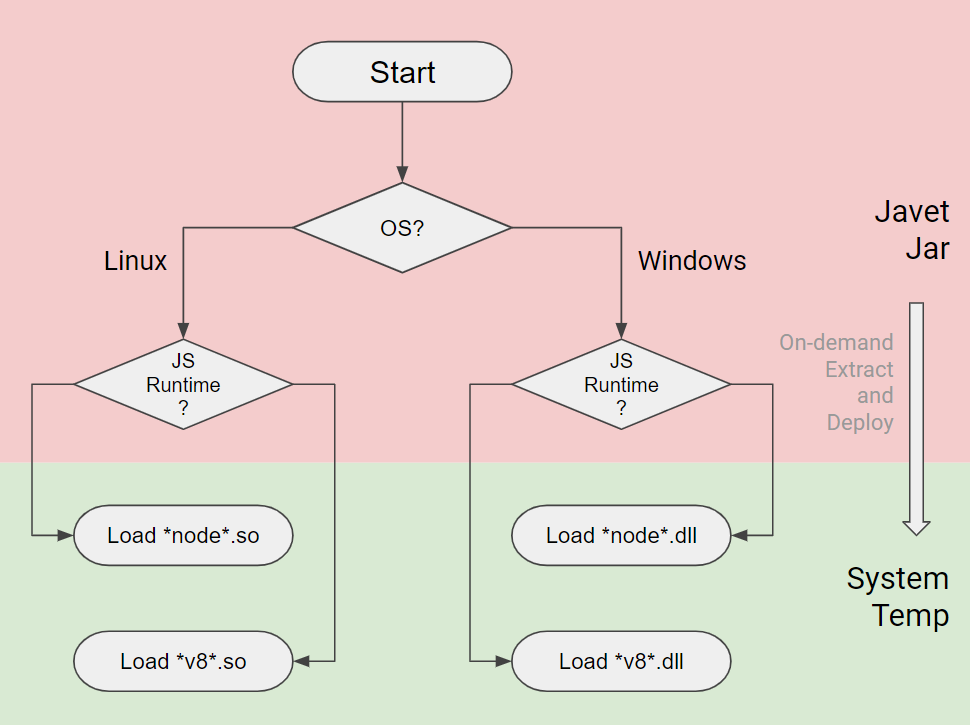 Start
OS?
Linux
Windows
Javet
Jar
JS
Runtime
?
JS
Runtime
?
On-demand
Extract
and
Deploy
Load *node*.so
Load *node*.dll
System
Temp
Load *v8*.so
Load *v8*.dll